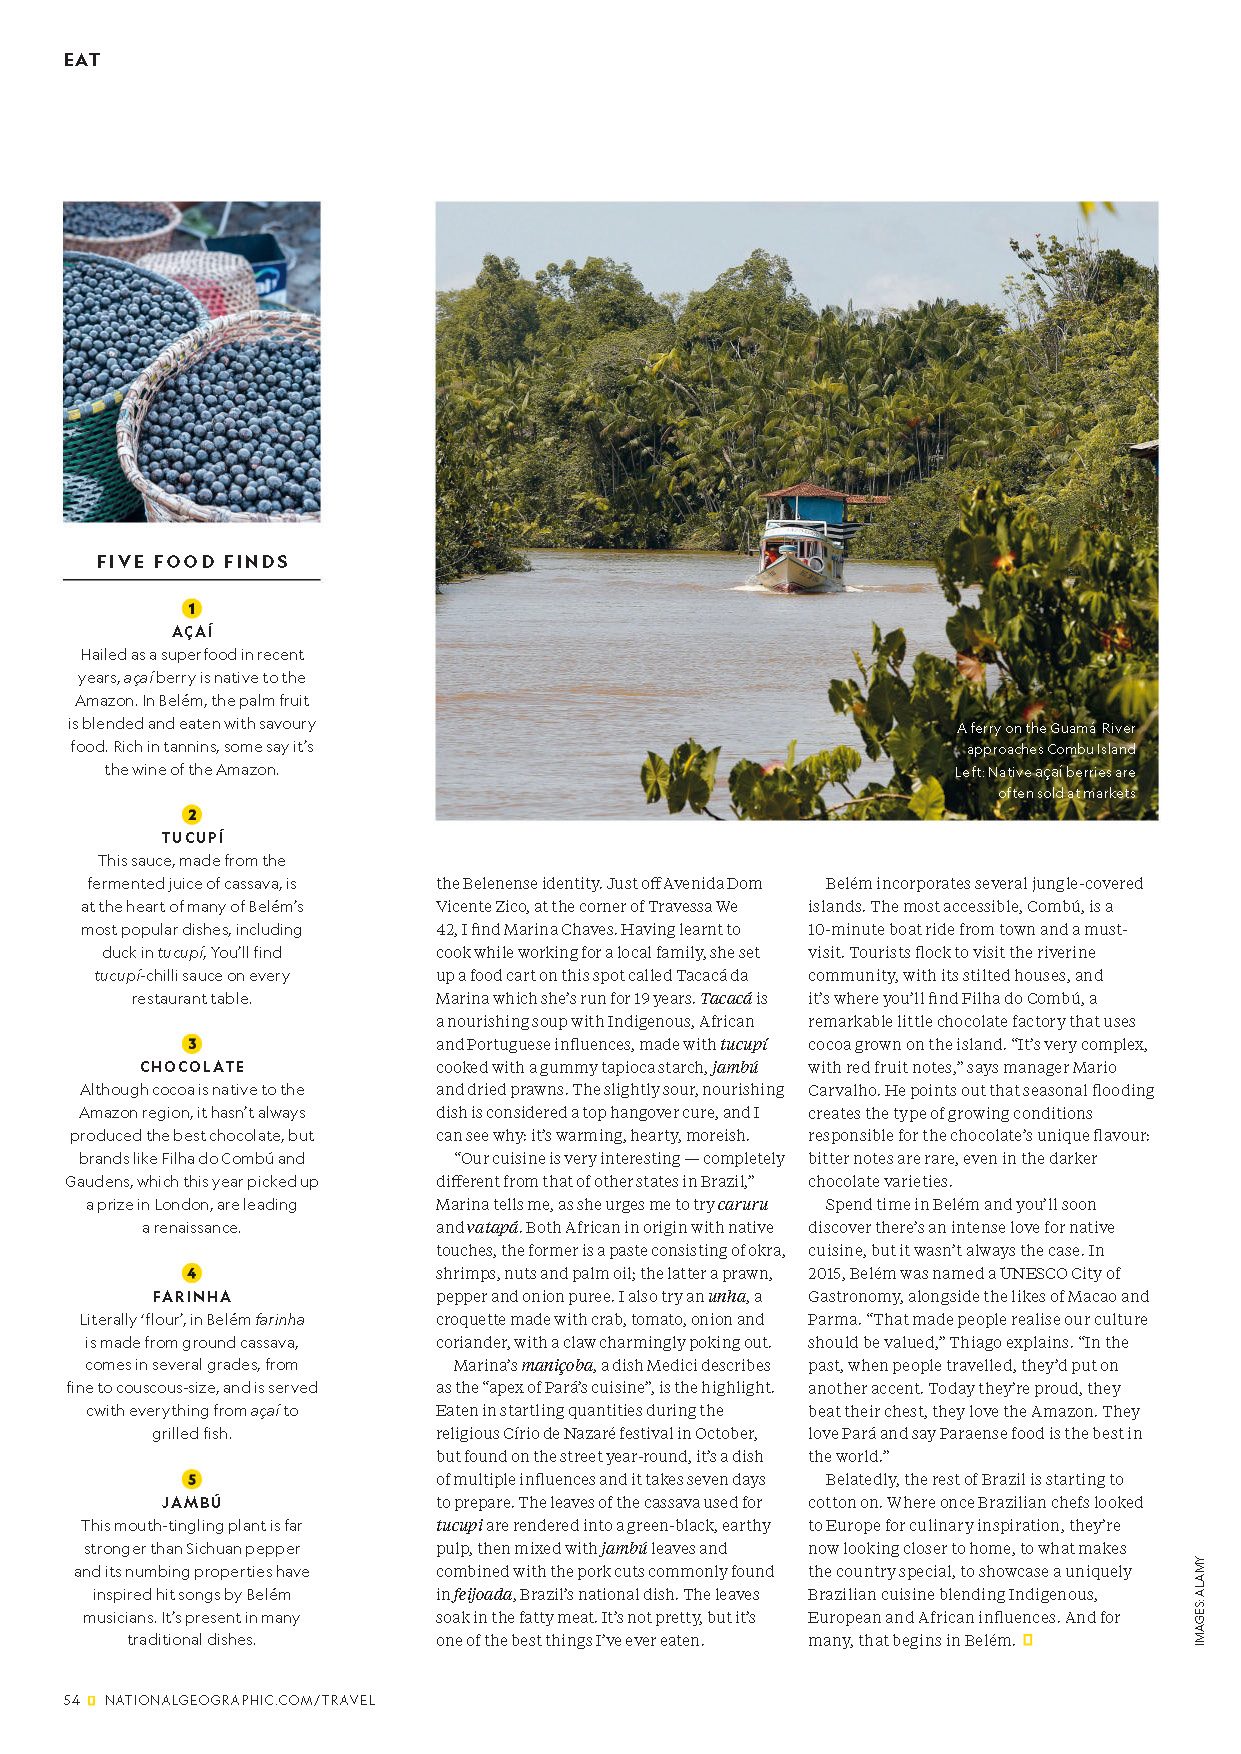 EAT
FIVE FOOD FINDS
1
AÇAÍ
Hailed as a superfood in recent
years, açaí berry is native to the
Amazon. In Belém, the palm fruit
is blended and eaten with savoury
food. Rich in tannins, some say it's
the wine of the Amazon.
2
TUCUPÍ
This sauce, made from the
fermented juice of cassava, is
at the heart of many of Belém's
most popular dishes, including
duck in tucupí, You'll find
tucupí-chilli sauce on every
restaurant table.
3
CHOCOLATE
Although cocoa is native to the
Amazon region, it hasn't always
produced the best chocolate, but
brands like Filha do Combú and
Gaudens, which this year picked up
a prize in London, are leading
a renaissance.
4
FARINHA
Literally 'flour', in Belém farinha
is made from ground cassava,
comes in several grades, from
fine to couscous-size, and is served
cwith everything from açaí to
grilled fish.
5
JAMBÚ
This mouth-tingling plant is far
stronger than Sichuan pepper
and its numbing properties have
inspired hit songs by Belém
musicians. It's present in many
traditional dishes.
A ferry on the Guamá River
approaches Combu Island
Left: Native açaí berries are
often sold at markets
the Belenense identity. Just off Avenida Dom
Vicente Zico, at the corner of Travessa We
42, I find Marina Chaves. Having learnt to
cook while working for a local family, she set
up a food cart on this spot called Tacacá da
Marina which she's run for 19 years. Tacacá is
a nourishing soup with Indigenous, African
and Portuguese influences, made with tucupí
cooked with a gummy tapioca starch, jambú
and dried prawns. The slightly sour, nourishing
dish is considered a top hangover cure, and I
can see why: it's warming, hearty, moreish.
"Our cuisine is very interesting — completely
different from that of other states in Brazil,"
Marina tells me, as she urges me to try caruru
and vatapá. Both African in origin with native
touches, the former is a paste consisting of okra,
shrimps, nuts and palm oil; the latter a prawn,
pepper and onion puree. I also try an unha, a
croquette made with crab, tomato, onion and
coriander, with a claw charmingly poking out.
Marina's maniçoba, a dish Medici describes
as the "apex of Pará's cuisine", is the highlight.
Eaten in startling quantities during the
religious Círio de Nazaré festival in October,
but found on the street year-round, it's a dish
of multiple influences and it takes seven days
to prepare. The leaves of the cassava used for
tucupi are rendered into a green-black, earthy
pulp, then mixed with jambú leaves and
combined with the pork cuts commonly found
in feijoada, Brazil's national dish. The leaves
soak in the fatty meat. It's not pretty, but it's
one of the best things I've ever eaten.
Belém incorporates several jungle-covered
islands. The most accessible, Combú, is a
10-minute boat ride from town and a must-
visit. Tourists flock to visit the riverine
community, with its stilted houses, and
it's where you'll find Filha do Combú, a
remarkable little chocolate factory that uses
cocoa grown on the island. "It's very complex,
with red fruit notes," says manager Mario
Carvalho. He points out that seasonal flooding
creates the type of growing conditions
responsible for the chocolate's unique flavour:
bitter notes are rare, even in the darker
chocolate varieties.
Spend time in Belém and you'll soon
discover there's an intense love for native
cuisine, but it wasn't always the case. In
2015, Belém was named a UNESCO City of
Gastronomy, alongside the likes of Macao and
Parma. "That made people realise our culture
should be valued," Thiago explains. "In the
past, when people travelled, they'd put on
another accent. Today they're proud, they
beat their chest, they love the Amazon. They
love Pará and say Paraense food is the best in
the world."
Belatedly, the rest of Brazil is starting to
cotton on. Where once Brazilian chefs looked
to Europe for culinary inspiration, they're
now looking closer to home, to what makes
the country special, to showcase a uniquely
Brazilian cuisine blending Indigenous,
European and African influences. And for
many, that begins in Belém.
IMAGES: ALAMY
54 NATIONALGEOGRAPHIC.COM/TRAVEL